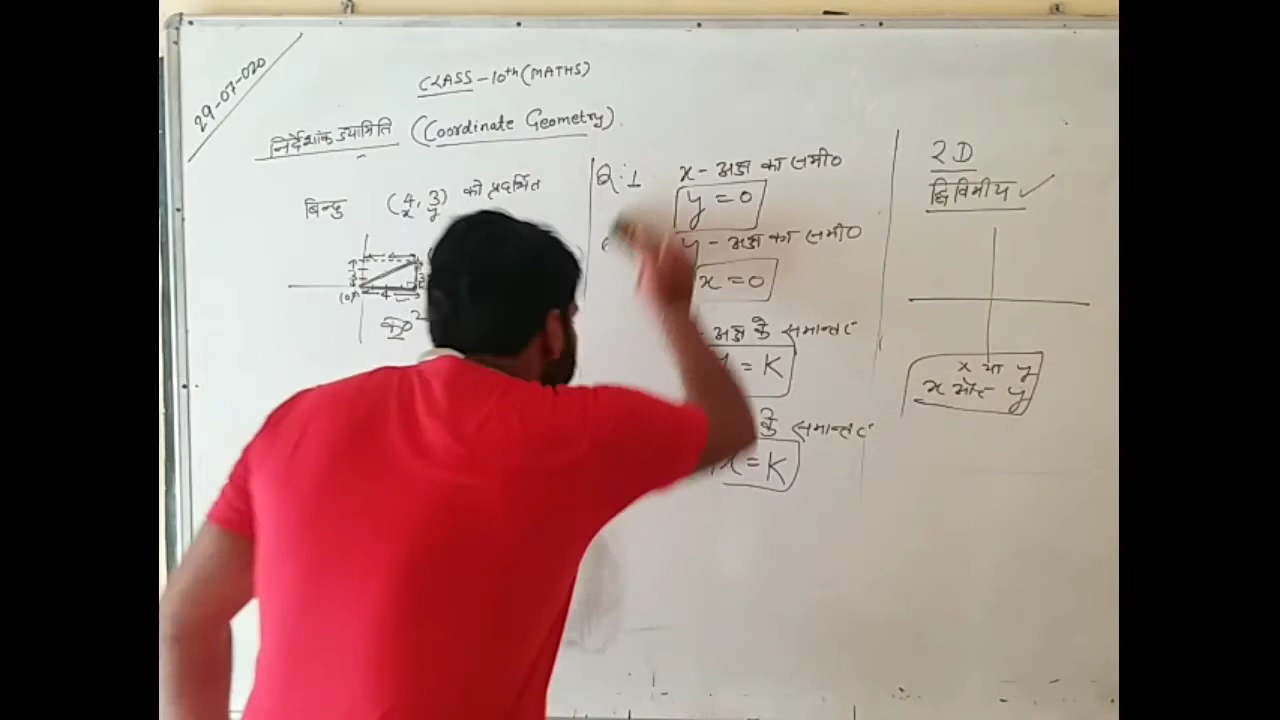 29-07-020
CLASS-10th (MATHS)
निर्देशांक ज्यामिति (Coordinate Geometry).
बिन्दु (4, 3) को प्रदर्शित
x y
4
Q:1 x-अक्ष का समी०
y = 0
y-अक्ष का समी०
x = 0
- अक्ष के समान्तर
= K
के समान्तर
x = K
2D
द्विविमीय ✓
x या y
x और y